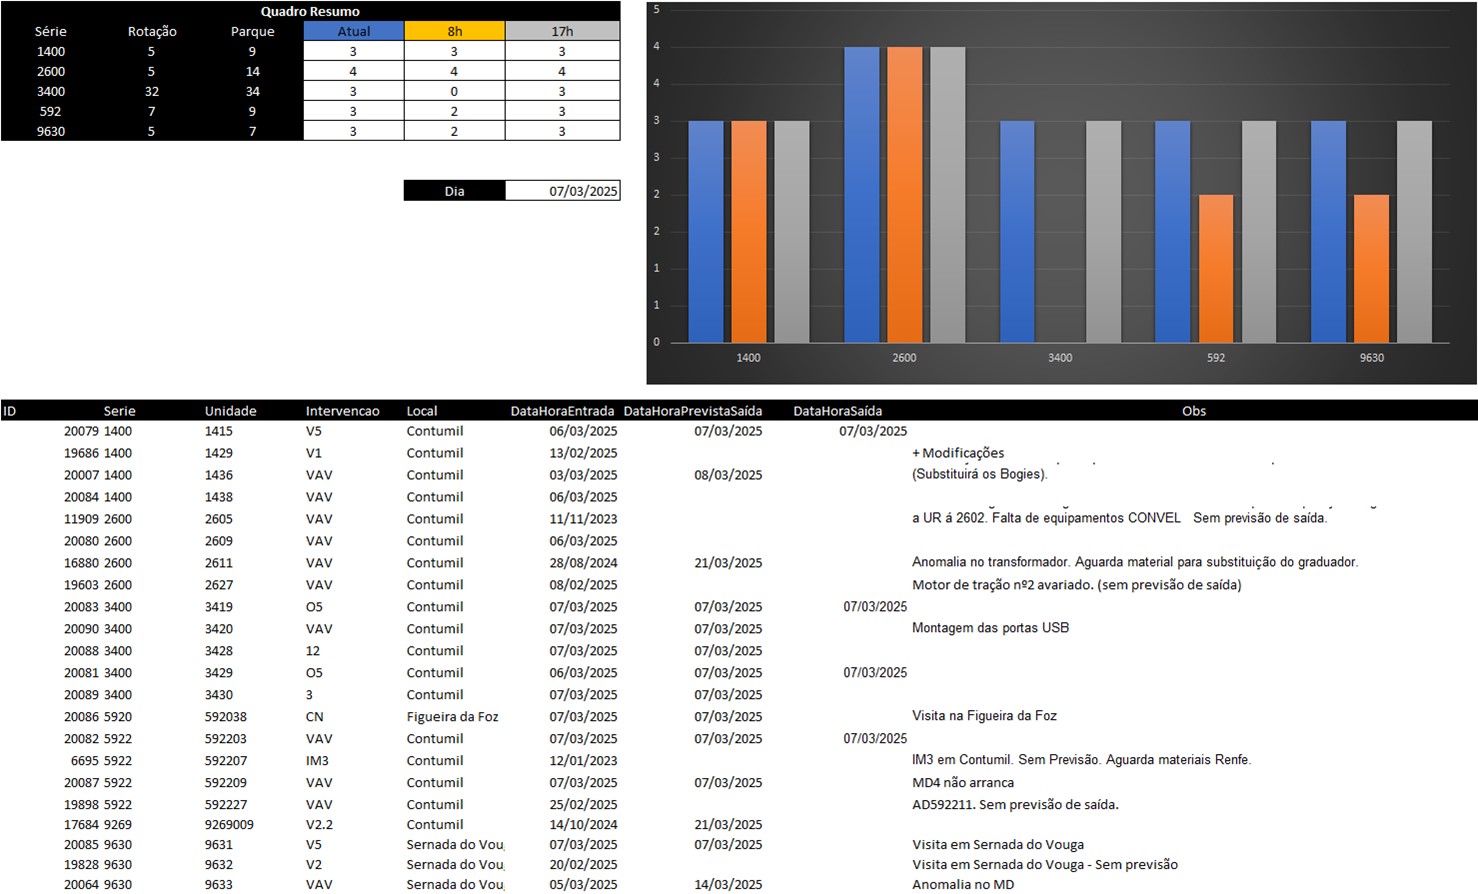 Quadro Resumo
Série Rotação Parque Atual 8h 17h
1400 5 9 3 3 3
2600 5 14 4 4 4
3400 32 34 3 0 3
592 7 9 3 2 3
9630 5 7 3 2 3
Dia 07/03/2025
5
4
4
3
3
2
2
1
1
0
1400 2600 3400 592 9630
ID Serie Unidade Intervencao Local DataHoraEntrada DataHoraPrevistaSaída DataHoraSaída Obs
20079 1400 1415 V5 Contumil 06/03/2025 07/03/2025 07/03/2025
19686 1400 1429 V1 Contumil 13/02/2025 + Modificações
20007 1400 1436 VAV Contumil 03/03/2025 08/03/2025 (Substituirá os Bogies).
20084 1400 1438 VAV Contumil 06/03/2025
11909 2600 2605 VAV Contumil 11/11/2023 a UR á 2602. Falta de equipamentos CONVEL Sem previsão de saída.
20080 2600 2609 VAV Contumil 06/03/2025
16880 2600 2611 VAV Contumil 28/08/2024 21/03/2025 Anomalia no transformador. Aguarda material para substituição do graduador.
19603 2600 2627 VAV Contumil 08/02/2025 Motor de tração nº2 avariado. (sem previsão de saída)
20083 3400 3419 O5 Contumil 07/03/2025 07/03/2025 07/03/2025
20090 3400 3420 VAV Contumil 07/03/2025 07/03/2025 Montagem das portas USB
20088 3400 3428 12 Contumil 07/03/2025 07/03/2025
20081 3400 3429 O5 Contumil 06/03/2025 07/03/2025 07/03/2025
20089 3400 3430 3 Contumil 07/03/2025 07/03/2025
20086 5920 592038 CN Figueira da Foz 07/03/2025 07/03/2025 Visita na Figueira da Foz
20082 5922 592203 VAV Contumil 07/03/2025 07/03/2025 07/03/2025
6695 5922 592207 IM3 Contumil 12/01/2023 IM3 em Contumil. Sem Previsão. Aguarda materiais Renfe.
20087 5922 592209 VAV Contumil 07/03/2025 07/03/2025 MD4 não arranca
19898 5922 592227 VAV Contumil 25/02/2025 AD592211. Sem previsão de saída.
17684 9269 9269009 V2.2 Contumil 14/10/2024 21/03/2025
20085 9630 9631 V5 Sernada do Voug 07/03/2025 07/03/2025 Visita em Sernada do Vouga
19828 9630 9632 V2 Sernada do Voug 20/02/2025 Visita em Sernada do Vouga - Sem previsão
20064 9630 9633 VAV Sernada do Voug 05/03/2025 14/03/2025 Anomalia no MD